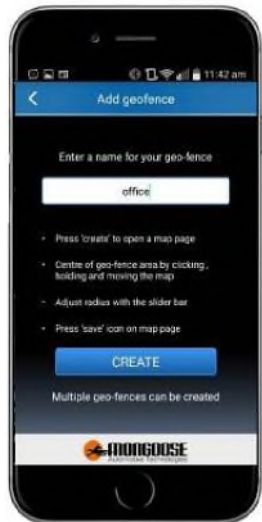 11:42 am
Add geofence
Enter a name for your geo-fence
office
- Press 'create' to open a map page
- Centre of geo-fence area by clicking,
holding and moving the map
- Adjust radius with the slider bar
- Press 'save' icon on map page
CREATE
Multiple geo-fences can be created
MONGOOSE
Automotive Technologies